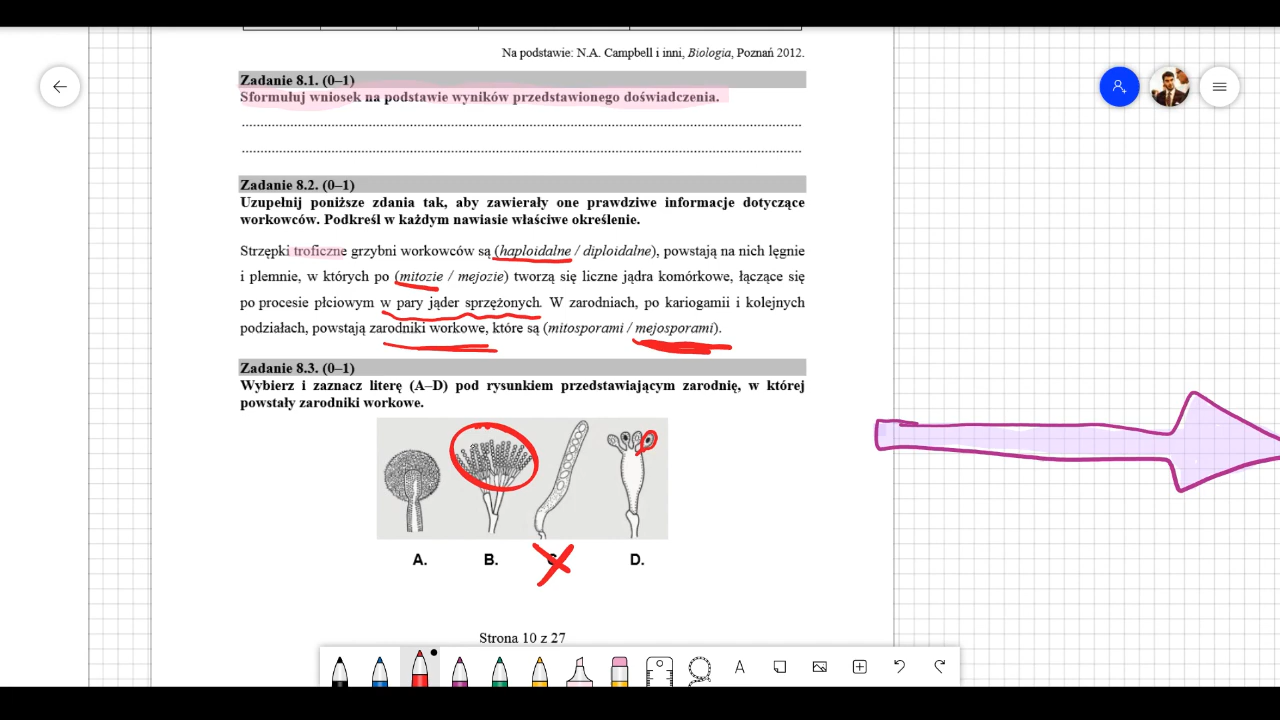 Na podstawie: N.A. Campbell i inni, Biologia, Poznań 2012.
Zadanie 8.1. (0–1)
Sformułuj wniosek na podstawie wyników przedstawionego doświadczenia.
Zadanie 8.2. (0–1)
Uzupełnij poniższe zdania tak, aby zawierały one prawdziwe informacje dotyczące
workowców. Podkreśl w każdym nawiasie właściwe określenie.
Strzępki troficzne grzybni workowców są (haploidalne / diploidalne), powstają na nich lęgnie
i plemnie, w których po (mitozie / mejozie) tworzą się liczne jądra komórkowe, łączące się
po procesie płciowym w pary jąder sprzężonych. W zarodniach, po kariogamii i kolejnych
podziałach, powstają zarodniki workowe, które są (mitosporami / mejosporami).
Zadanie 8.3. (0–1)
Wybierz i zaznacz literę (A–D) pod rysunkiem przedstawiającym zarodnię, w której
powstały zarodniki workowe.
A. B. C. D.
Strona 10 z 27
A